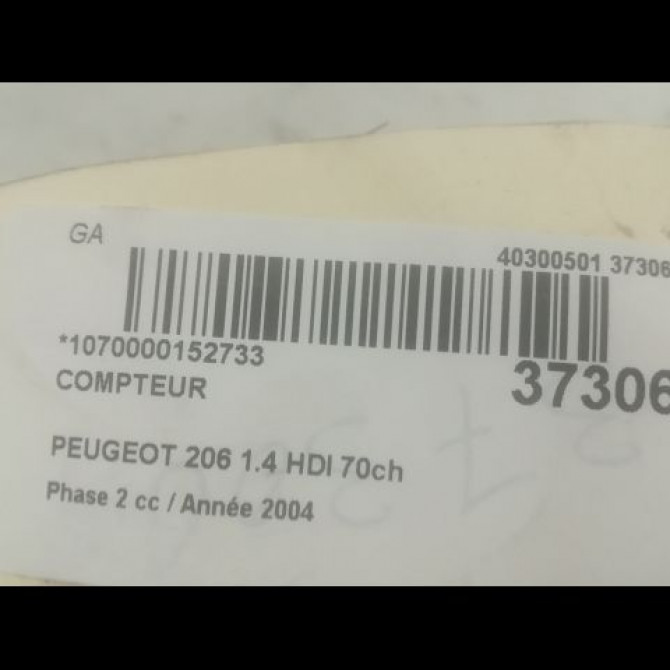 GA
40300501 37306
*1070000152733
37306
COMPTEUR
PEUGEOT 206 1.4 HDI 70ch
Phase 2 cc / Année 2004